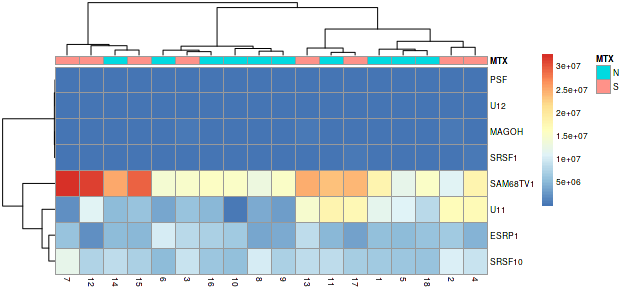 MTX
PSF
U12
MAGOH
SRSF1
SAM68TV1
U11
ESRP1
SRSF10
7 12 14 15 6 3 16 10 8 9 13 11 17 1 5 18 2 4
3e+07
2.5e+07
2e+07
1.5e+07
1e+07
5e+06
MTX
N
S